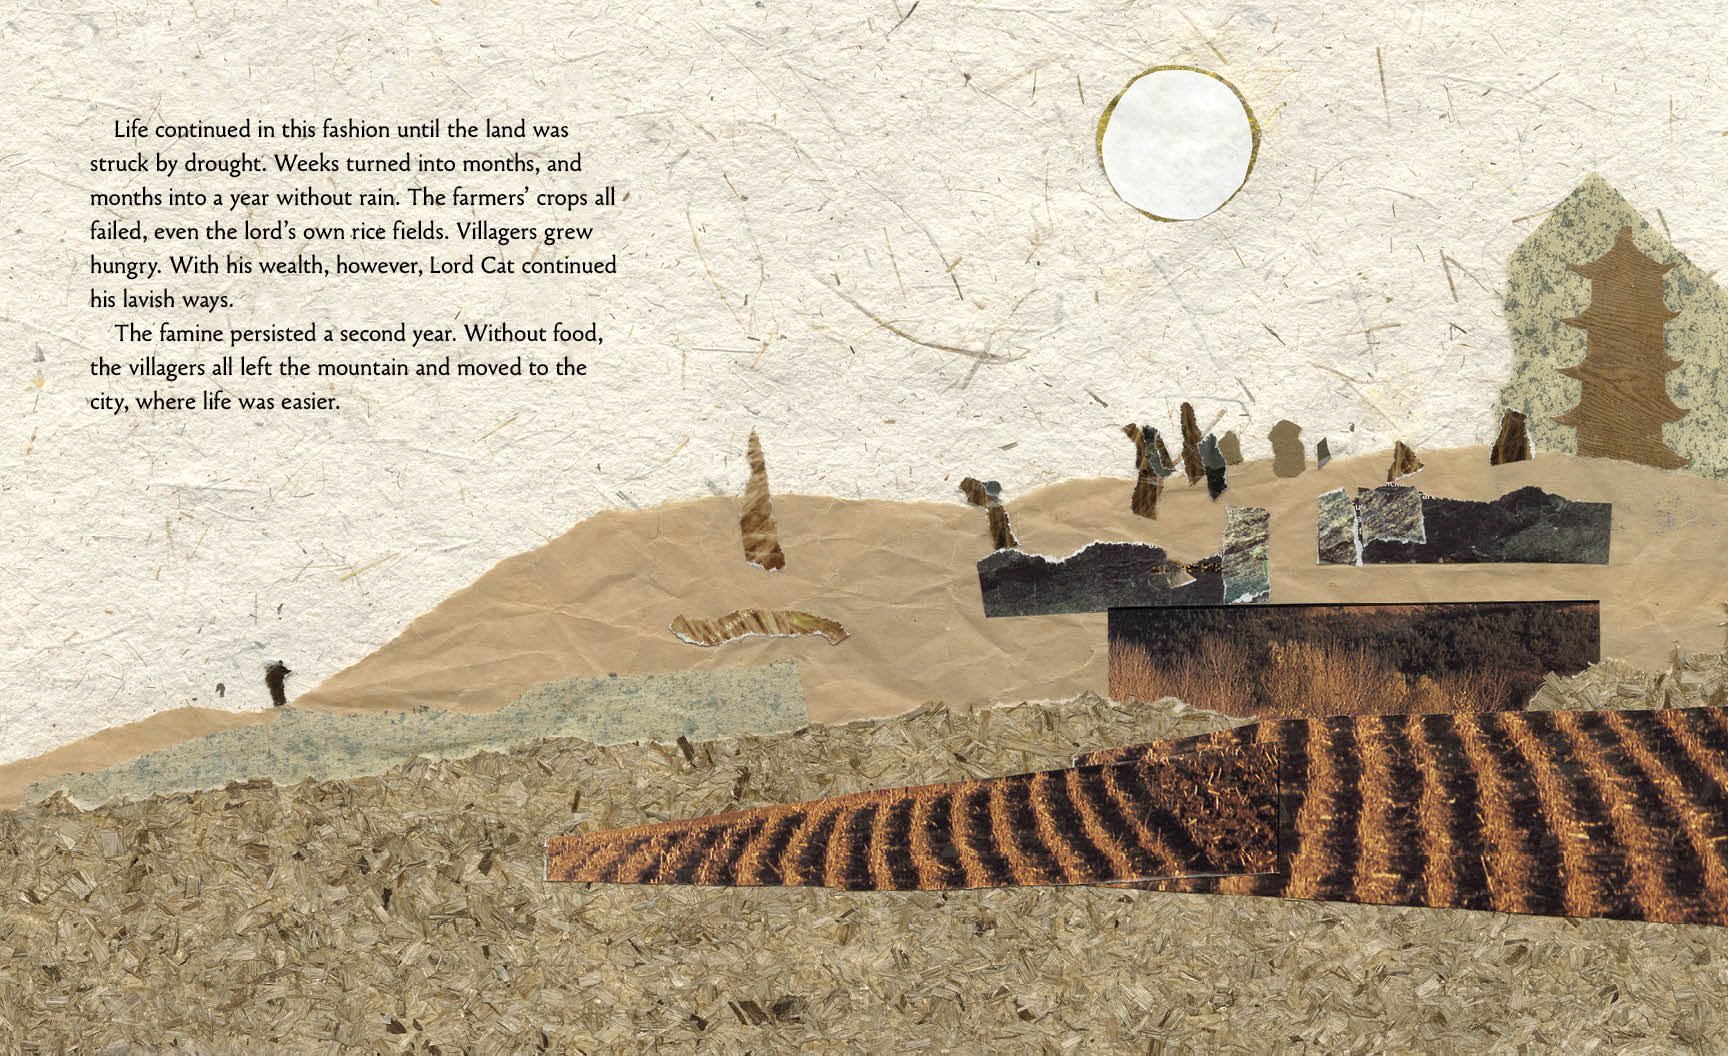 Life continued in this fashion until the land was
struck by drought. Weeks turned into months, and
months into a year without rain. The farmers’ crops all
failed, even the lord’s own rice fields. Villagers grew
hungry. With his wealth, however, Lord Cat continued
his lavish ways.
The famine persisted a second year. Without food,
the villagers all left the mountain and moved to the
city, where life was easier.